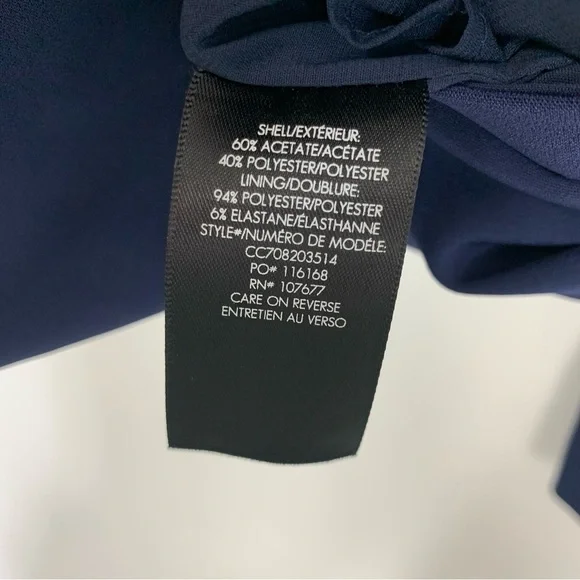 SHELL/EXTÉRIEUR:
60% ACETATE/ACÉTATE
40% POLYESTER/POLYESTER
LINING/DOUBLURE:
94% POLYESTER/POLYESTER
6% ELASTANE/ÉLASTHANNE
STYLE#/NUMÉRO DE MODÉLE:
CC708203514
PO# 116168
RN# 107677
CARE ON REVERSE
ENTRETIEN AU VERSO